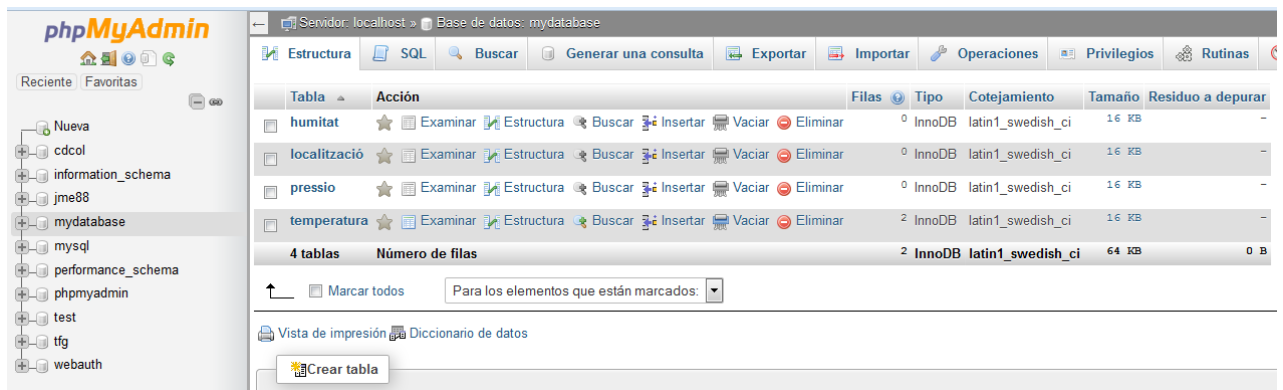 phpMyAdmin
Reciente Favoritas
Nueva
cdcol
information_schema
jme88
mydatabase
mysql
performance_schema
phpmyadmin
test
tfg
webauth
Servidor: localhost » Base de datos: mydatabase
Estructura SQL Buscar Generar una consulta Exportar Importar Operaciones Privilegios Rutinas
Tabla Acción Filas Tipo Cotejamiento Tamaño Residuo a depurar
humitat Examinar Estructura Buscar Insertar Vaciar Eliminar 0 InnoDB latin1_swedish_ci 16 KB -
localització Examinar Estructura Buscar Insertar Vaciar Eliminar 0 InnoDB latin1_swedish_ci 16 KB -
pressio Examinar Estructura Buscar Insertar Vaciar Eliminar 0 InnoDB latin1_swedish_ci 16 KB -
temperatura Examinar Estructura Buscar Insertar Vaciar Eliminar 2 InnoDB latin1_swedish_ci 16 KB -
4 tablas Número de filas 2 InnoDB latin1_swedish_ci 64 KB 0 B
Marcar todos Para los elementos que están marcados:
Vista de impresión Diccionario de datos
Crear tabla